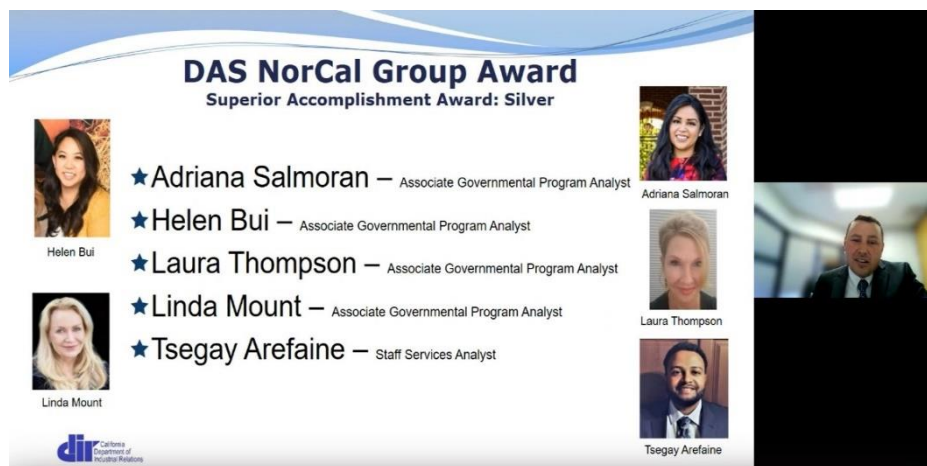 DAS NorCal Group Award
Superior Accomplishment Award: Silver
★Adriana Salmoran – Associate Governmental Program Analyst
★Helen Bui – Associate Governmental Program Analyst
★Laura Thompson – Associate Governmental Program Analyst
★Linda Mount – Associate Governmental Program Analyst
★Tsegay Arefaine – Staff Services Analyst
Helen Bui
Linda Mount
Adriana Salmoran
Laura Thompson
Tsegay Arefaine
dir
California
Department of
Industrial Relations